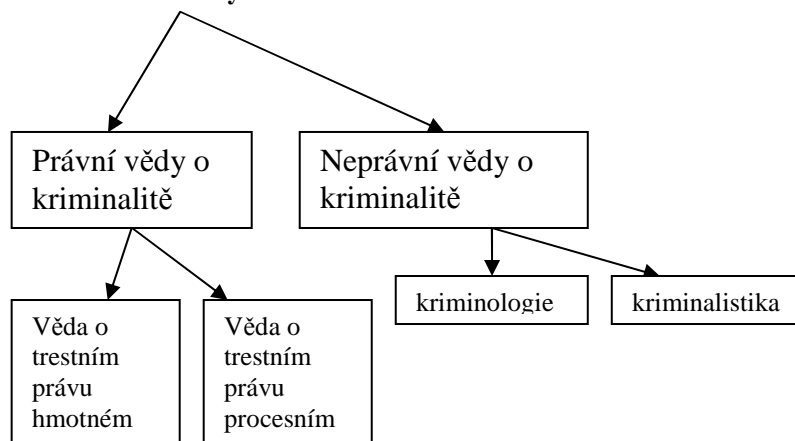 Právní vědy o
kriminalitě
Neprávní vědy o
kriminalitě
Věda o
trestním
právu
hmotném
Věda o
trestním
právu
procesním
kriminologie
kriminalistika